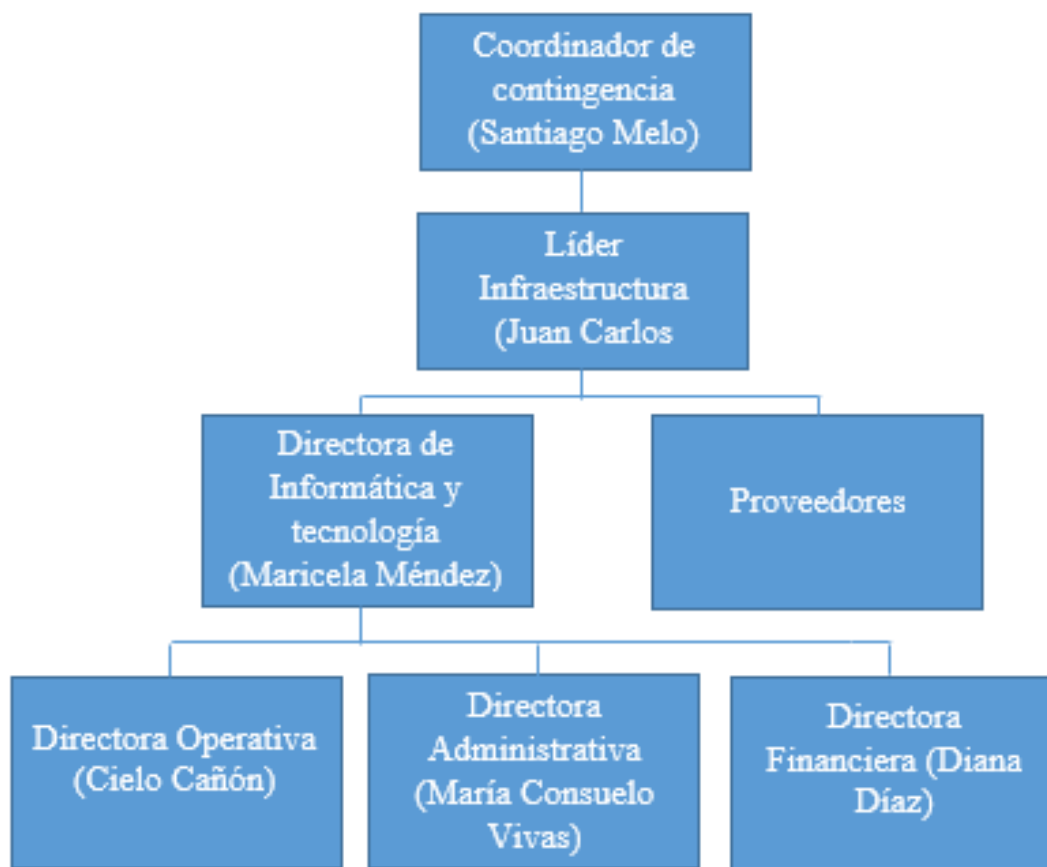 Coordinador de
contingencia
(Santiago Melo)
Líder
Infraestructura
(Juan Carlos
Directora de
Informática y
tecnología
(Maricela Méndez)
Proveedores
Directora Operativa
(Cielo Cañón)
Directora
Administrativa
(María Consuelo
Vivas)
Directora
Financiera (Diana
Díaz)